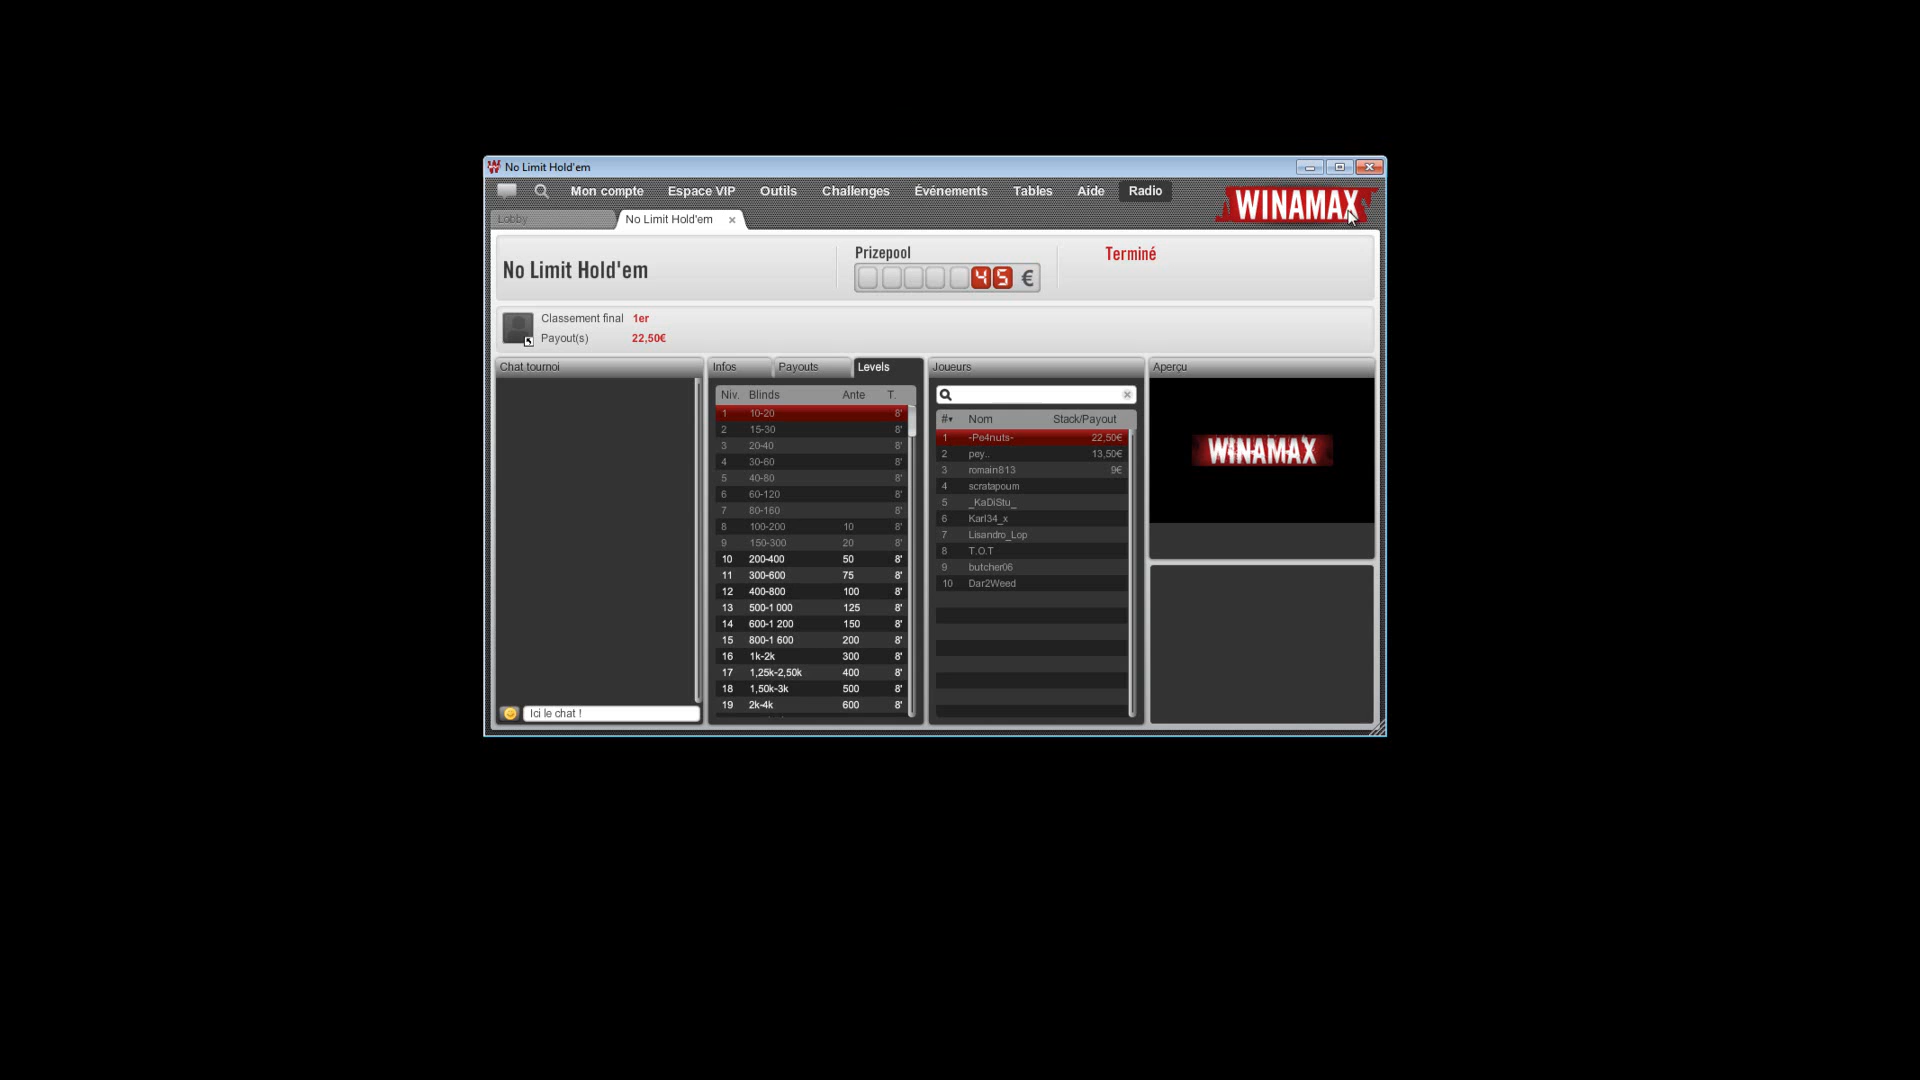 No Limit Hold'em
Mon compte Espace VIP Outils Challenges Événements Tables Aide Radio
WINAMAX
Lobby No Limit Hold'em
No Limit Hold'em
Prizepool
45 €
Terminé
Classement final 1er
Payout(s) 22,50€
Chat tournoi
Ici le chat !
Infos Payouts Levels
Niv. Blinds Ante T.
1 10-20 8'
2 15-30 8'
3 20-40 8'
4 30-60 8'
5 40-80 8'
6 60-120 8'
7 80-160 8'
8 100-200 10 8'
9 150-300 20 8'
10 200-400 50 8'
11 300-600 75 8'
12 400-800 100 8'
13 500-1 000 125 8'
14 600-1 200 150 8'
15 800-1 600 200 8'
16 1k-2k 300 8'
17 1,25k-2,50k 400 8'
18 1,50k-3k 500 8'
19 2k-4k 600 8'
Joueurs
# Nom Stack/Payout
1 -Pe4nuts- 22,50€
2 pey.. 13,50€
3 romain813 9€
4 scratapoum
5 _KaDiStu_
6 Karl34_x
7 Lisandro_Lop
8 T.O.T
9 butcher06
10 Dar2Weed
Aperçu
WINAMAX